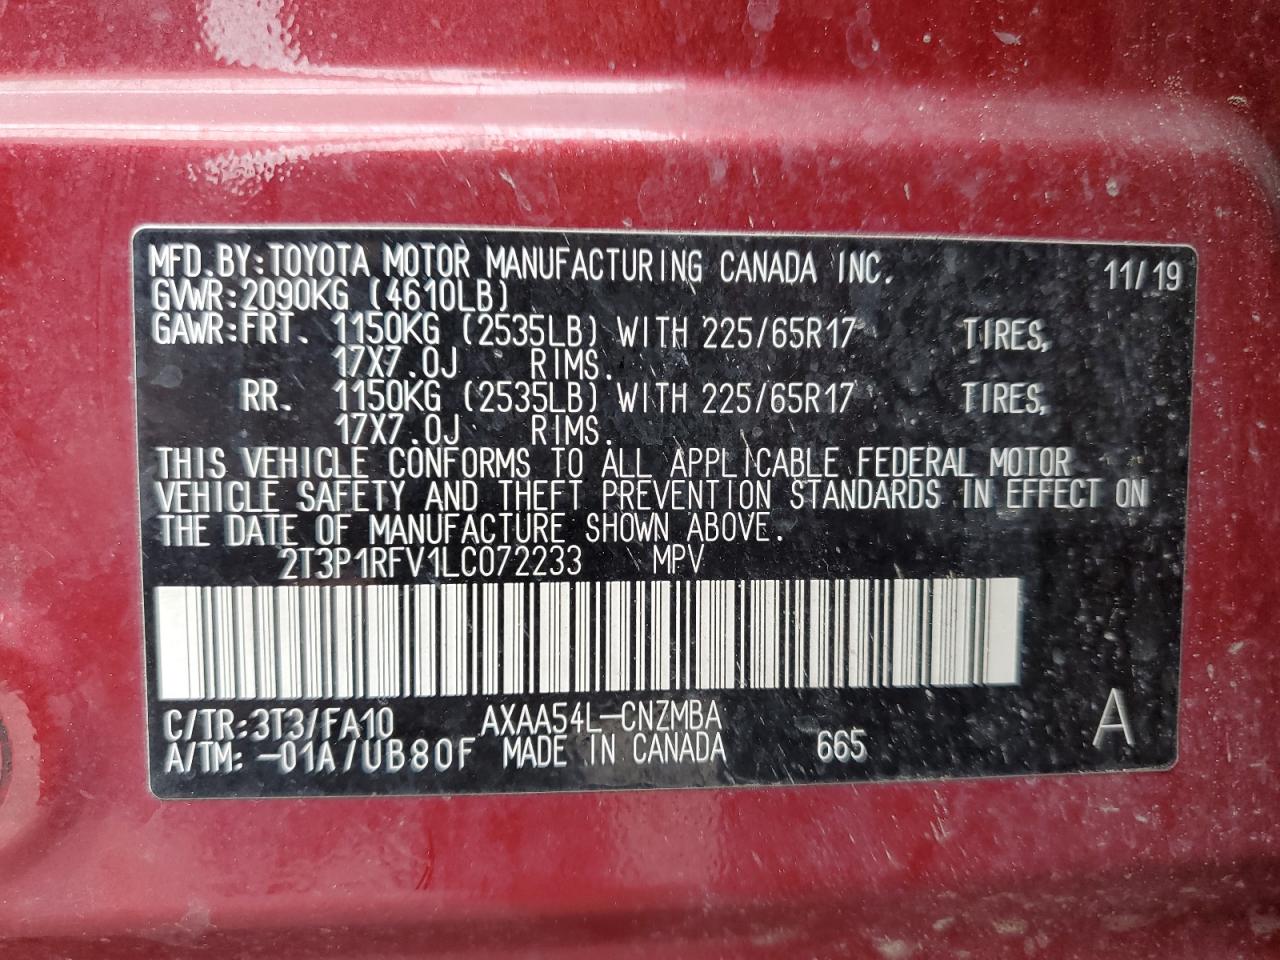 MFD.BY:TOYOTA MOTOR MANUFACTURING CANADA INC. 11/19
GVWR:2090KG (4610LB)
GAWR:FRT. 1150KG (2535LB) WITH 225/65R17 TIRES,
17X7.0J RIMS.
RR. 1150KG (2535LB) WITH 225/65R17 TIRES,
17X7.0J RIMS.
THIS VEHICLE CONFORMS TO ALL APPLICABLE FEDERAL MOTOR
VEHICLE SAFETY AND THEFT PREVENTION STANDARDS IN EFFECT ON
THE DATE OF MANUFACTURE SHOWN ABOVE.
2T3P1RFV1LC072233 MPV
C/TR:3T3/FA10 AXAA54L-CNZMBA A
A/TM:-01A/UB80F MADE IN CANADA 665